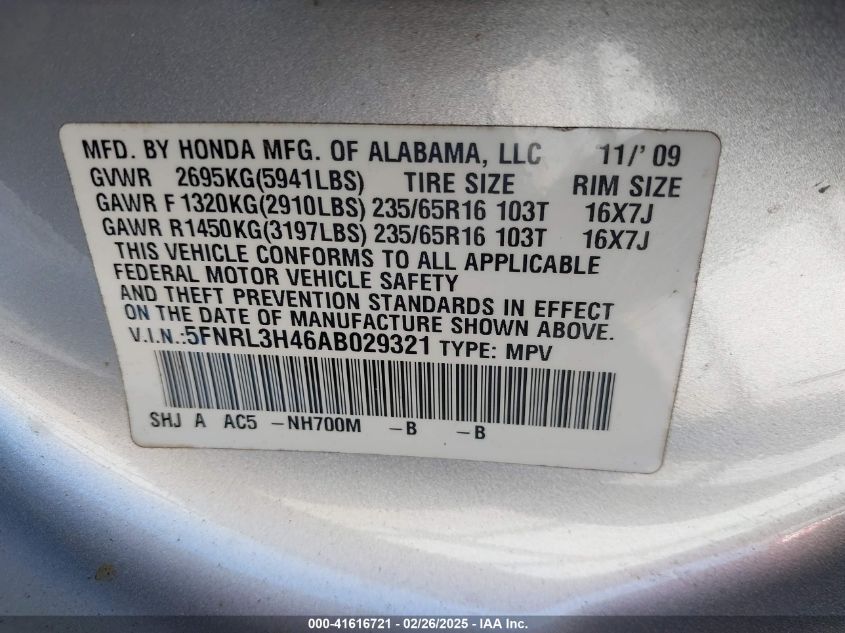 MFD. BY HONDA MFG. OF ALABAMA, LLC 11/' 09
GVWR 2695KG(5941LBS) TIRE SIZE RIM SIZE
GAWR F 1320KG(2910LBS) 235/65R16 103T 16X7J
GAWR R1450KG(3197LBS) 235/65R16 103T 16X7J
THIS VEHICLE CONFORMS TO ALL APPLICABLE
FEDERAL MOTOR VEHICLE SAFETY
AND THEFT PREVENTION STANDARDS IN EFFECT
ON THE DATE OF MANUFACTURE SHOWN ABOVE.
V.I.N.:5FNRL3H46AB029321 TYPE: MPV
SHJ A AC5 -NH700M -B -B
000-41616721 - 02/26/2025 - IAA Inc.